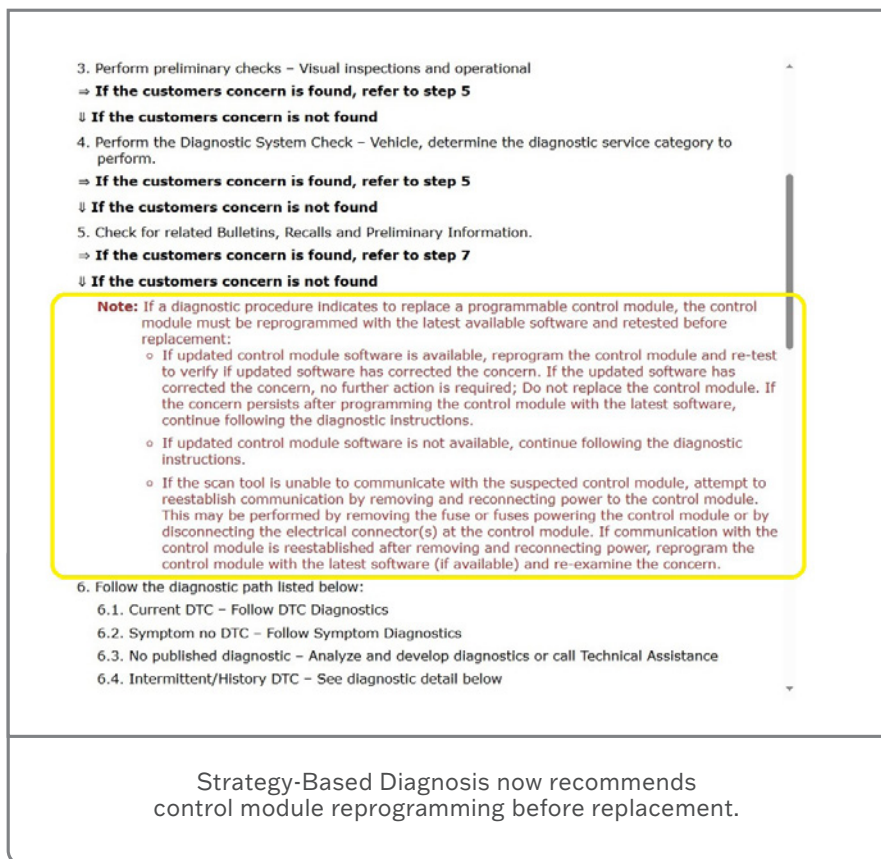 3. Perform preliminary checks – Visual inspections and operational
⇒ If the customers concern is found, refer to step 5
⇓ If the customers concern is not found
4. Perform the Diagnostic System Check – Vehicle, determine the diagnostic service category to
perform.
⇒ If the customers concern is found, refer to step 5
⇓ If the customers concern is not found
5. Check for related Bulletins, Recalls and Preliminary Information.
⇒ If the customers concern is found, refer to step 7
⇓ If the customers concern is not found
Note: If a diagnostic procedure indicates to replace a programmable control module, the control
module must be reprogrammed with the latest available software and retested before
replacement:
○ If updated control module software is available, reprogram the control module and re-test
to verify if updated software has corrected the concern. If the updated software has
corrected the concern, no further action is required; Do not replace the control module. If
the concern persists after programming the control module with the latest software,
continue following the diagnostic instructions.
○ If updated control module software is not available, continue following the diagnostic
instructions.
○ If the scan tool is unable to communicate with the suspected control module, attempt to
reestablish communication by removing and reconnecting power to the control module.
This may be performed by removing the fuse or fuses powering the control module or by
disconnecting the electrical connector(s) at the control module. If communication with the
control module is reestablished after removing and reconnecting power, reprogram the
control module with the latest software (if available) and re-examine the concern.
6. Follow the diagnostic path listed below:
6.1. Current DTC – Follow DTC Diagnostics
6.2. Symptom no DTC – Follow Symptom Diagnostics
6.3. No published diagnostic – Analyze and develop diagnostics or call Technical Assistance
6.4. Intermittent/History DTC – See diagnostic detail below
Strategy-Based Diagnosis now recommends
control module reprogramming before replacement.